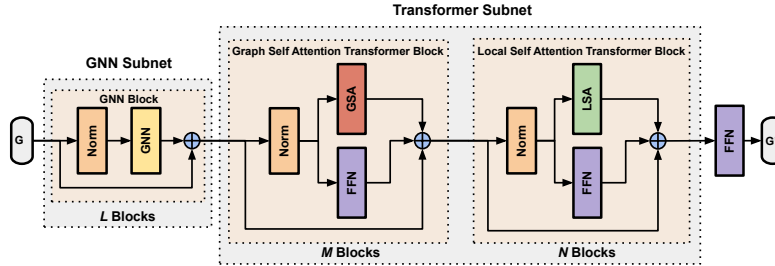 Transformer Subnet
GNN Subnet
Graph Self Attention Transformer Block
Local Self Attention Transformer Block
GNN Block
G
Norm
GNN
Norm
GSA
FFN
Norm
LSA
FFN
FFN
G
L Blocks
M Blocks
N Blocks